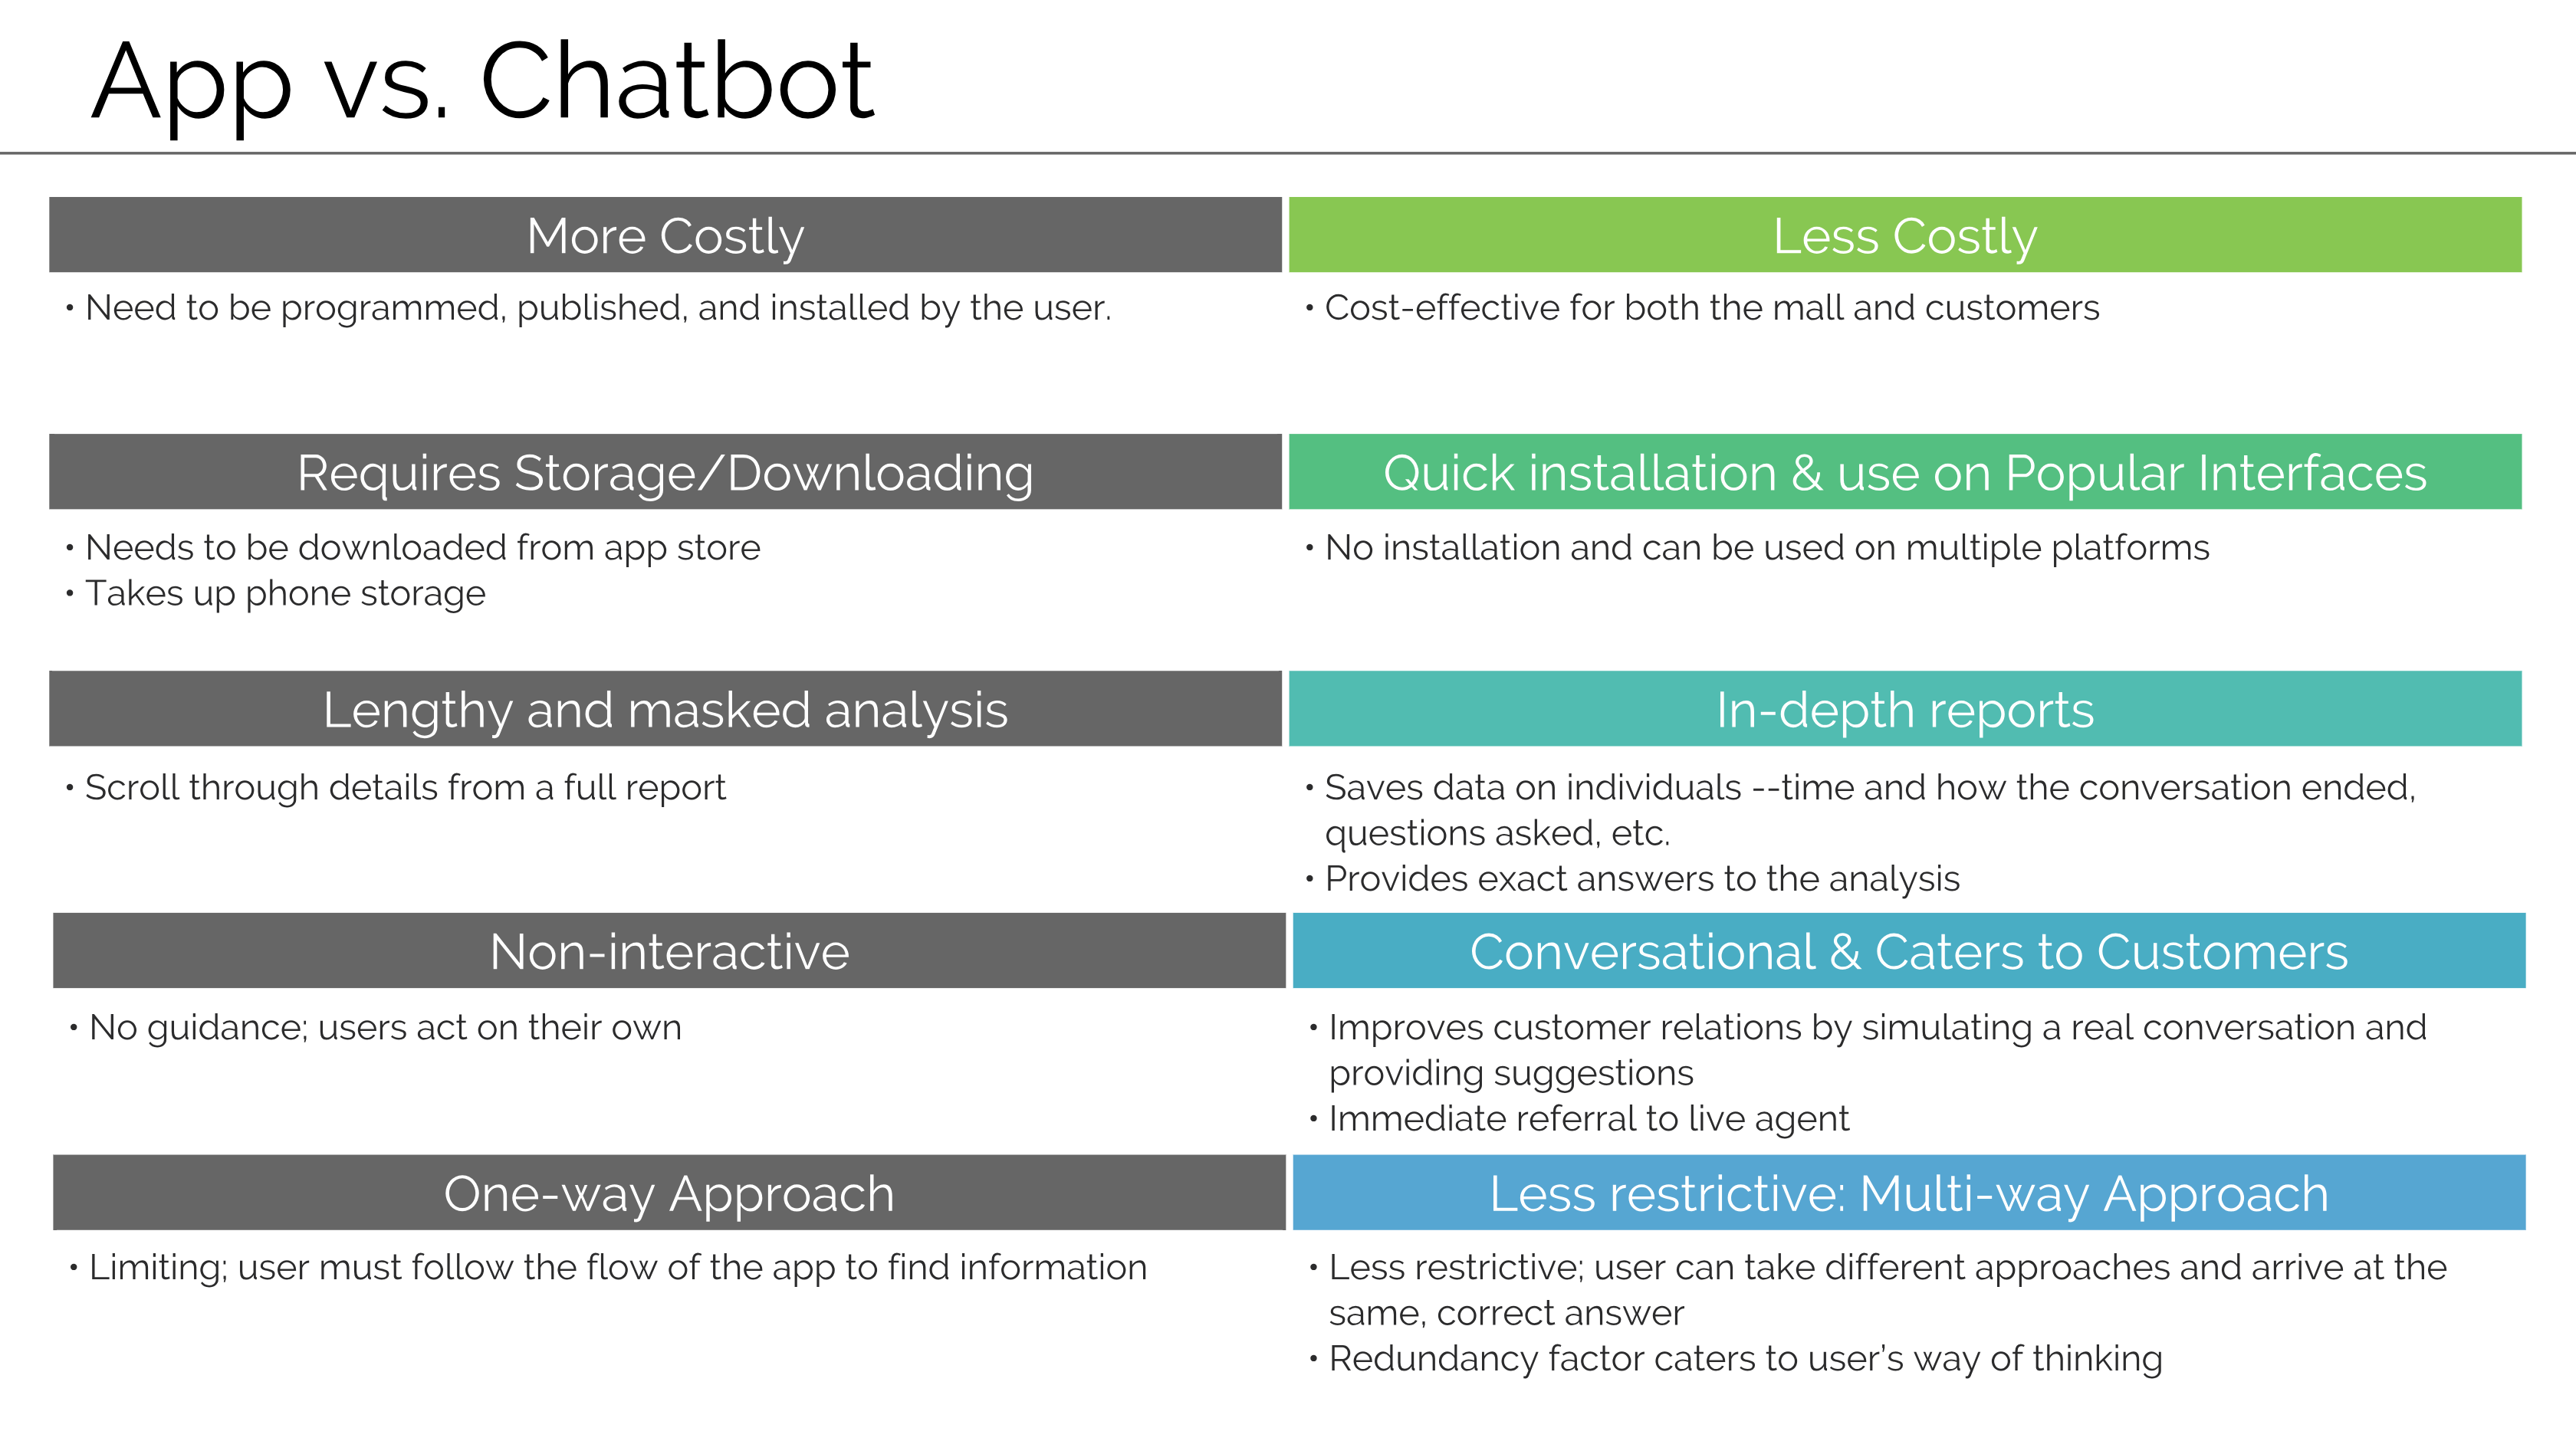 App vs. Chatbot
More Costly
Less Costly
• Need to be programmed, published, and installed by the user.
• Cost-effective for both the mall and customers
Requires Storage/Downloading
Quick installation & use on Popular Interfaces
• Needs to be downloaded from app store
• Takes up phone storage
• No installation and can be used on multiple platforms
Lengthy and masked analysis
In-depth reports
• Scroll through details from a full report
• Saves data on individuals --time and how the conversation ended,
questions asked, etc.
• Provides exact answers to the analysis
Non-interactive
Conversational & Caters to Customers
• No guidance; users act on their own
• Improves customer relations by simulating a real conversation and
providing suggestions
• Immediate referral to live agent
One-way Approach
Less restrictive: Multi-way Approach
• Limiting; user must follow the flow of the app to find information
• Less restrictive; user can take different approaches and arrive at the
same, correct answer
• Redundancy factor caters to user’s way of thinking